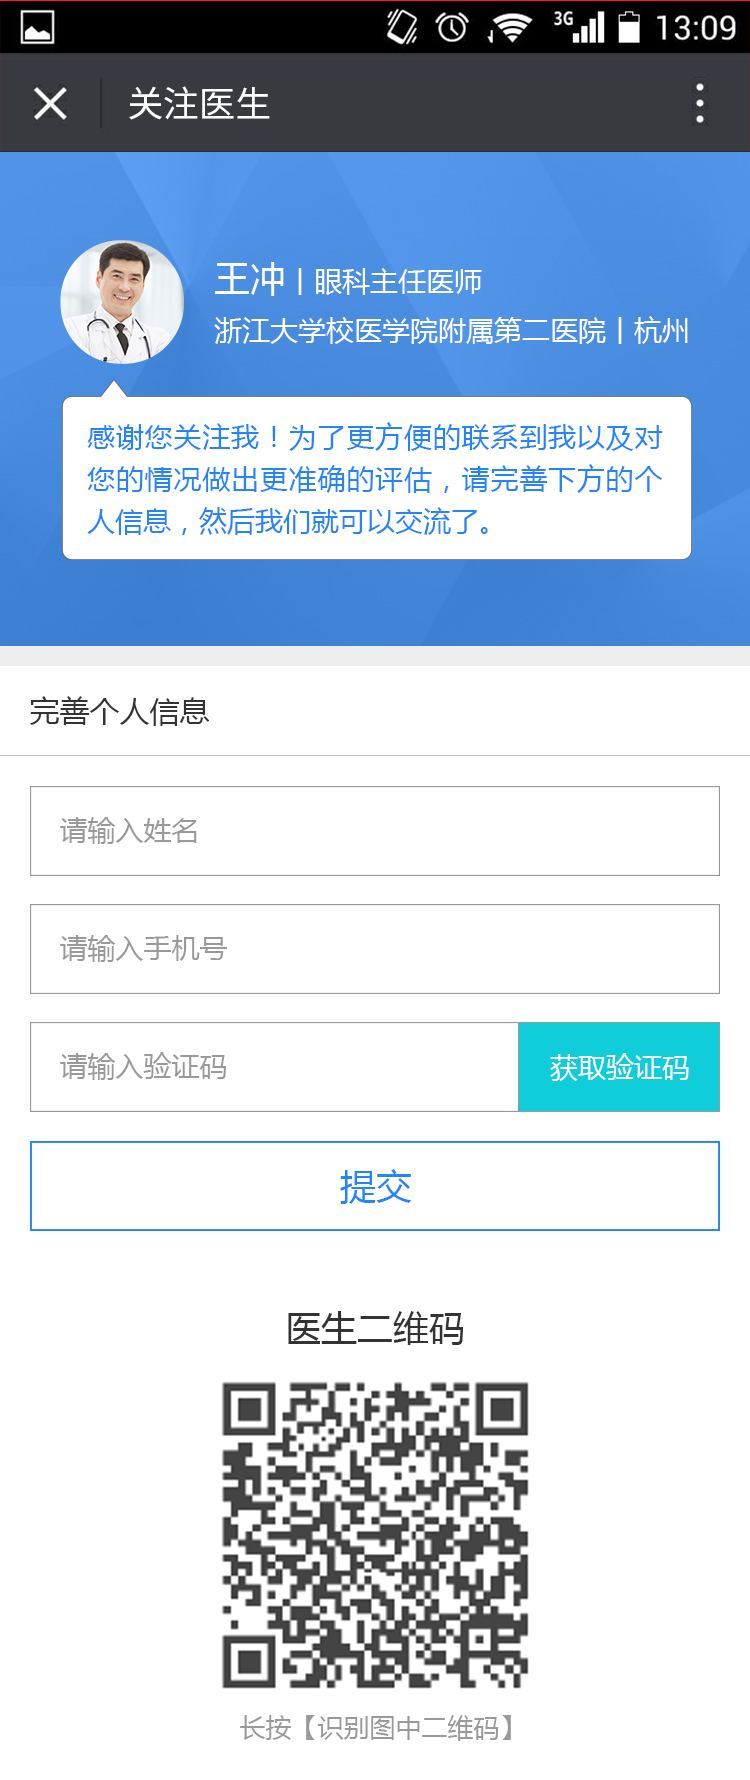 3G 13:09
关注医生
王冲 | 眼科主任医师
浙江大学校医学院附属第二医院 | 杭州
感谢您关注我！为了更方便的联系到我以及对
您的情况做出更准确的评估，请完善下方的个
人信息，然后我们就可以交流了。
完善个人信息
请输入姓名
请输入手机号
请输入验证码 获取验证码
提交
医生二维码
长按【识别图中二维码】